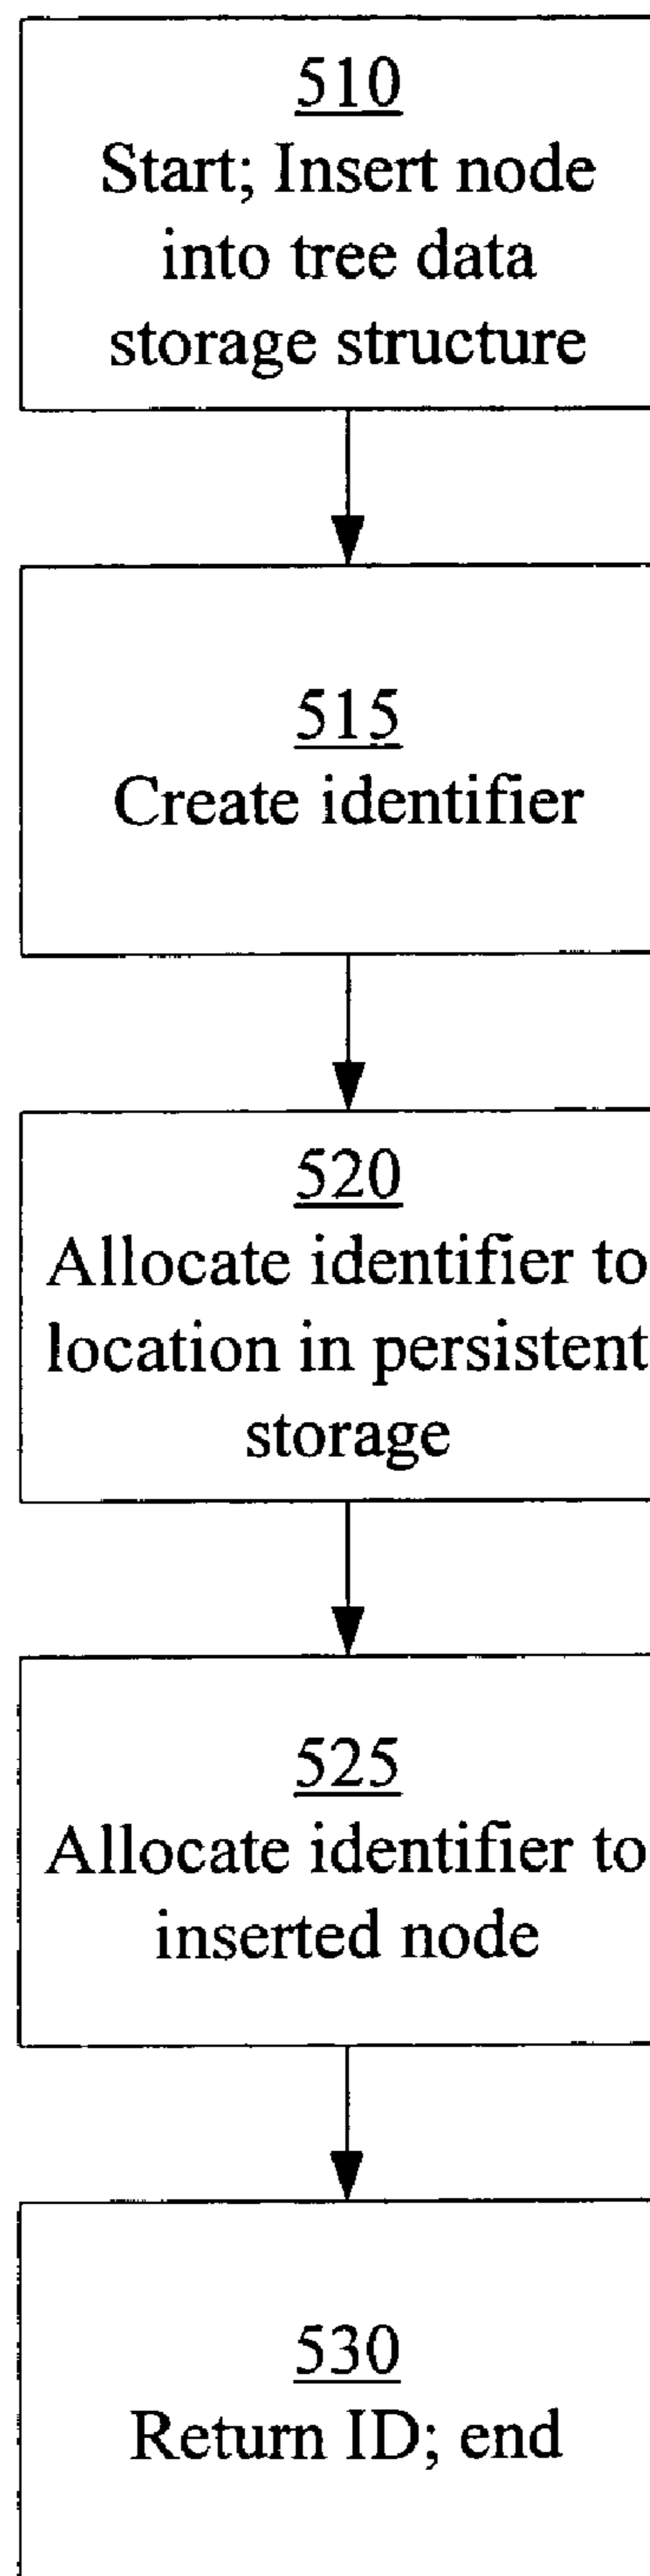 510
Start; Insert node
into tree data
storage structure
515
Create identifier
520
Allocate identifier to
location in persistent
storage
525
Allocate identifier to
inserted node
530
Return ID; end